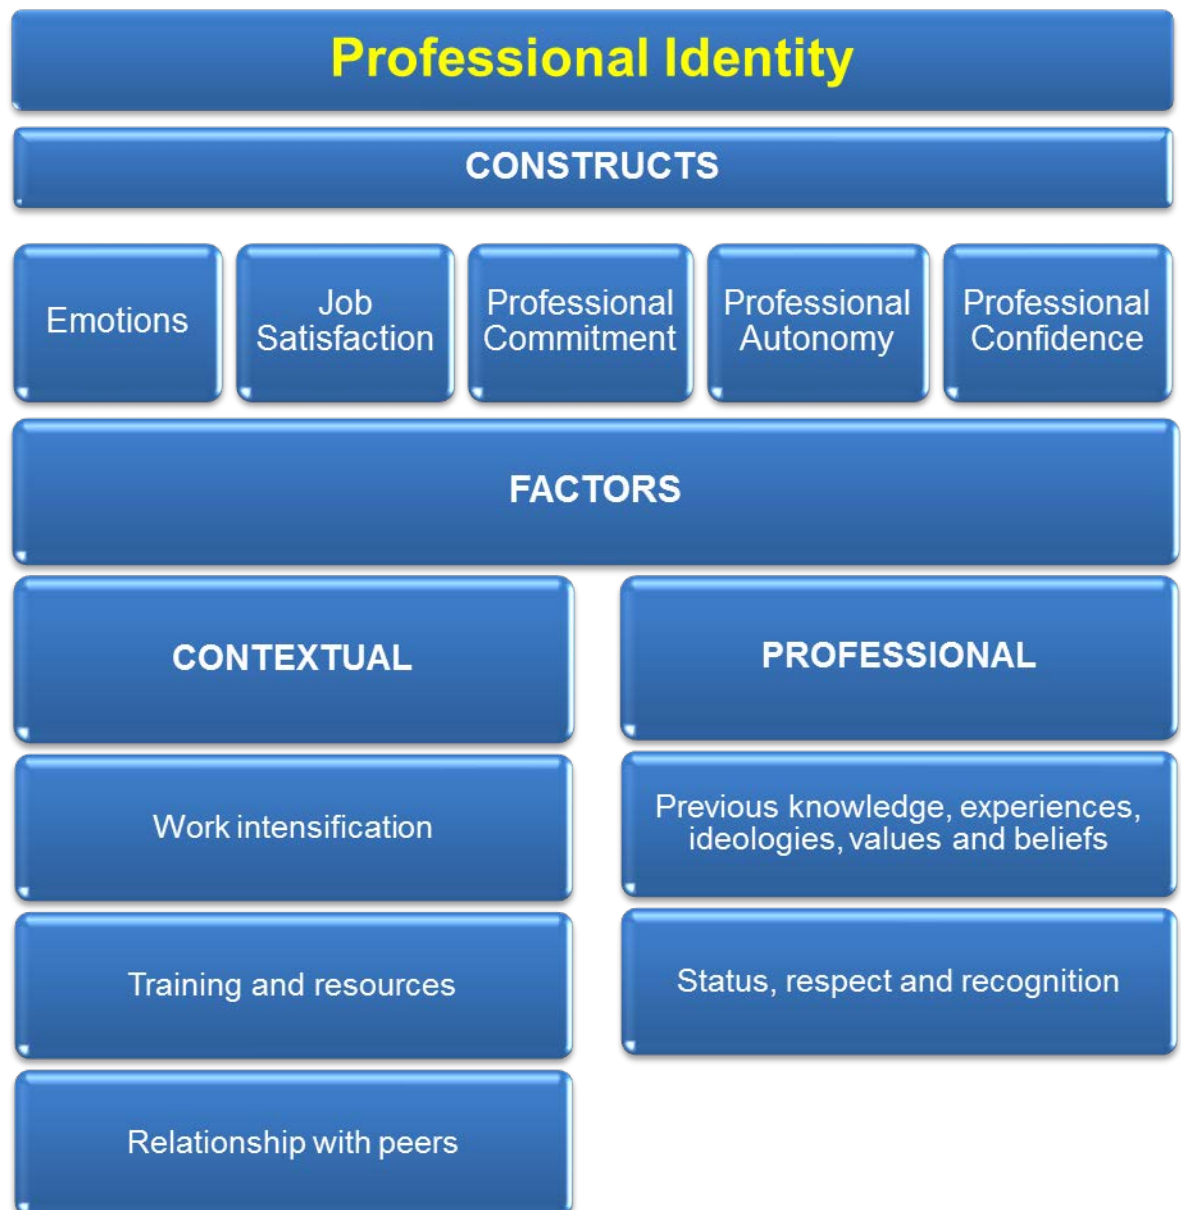 Professional Identity
CONSTRUCTS
Emotions
Job
Satisfaction
Professional
Commitment
Professional
Autonomy
Professional
Confidence
FACTORS
CONTEXTUAL
PROFESSIONAL
Work intensification
Previous knowledge, experiences,
ideologies, values and beliefs
Training and resources
Status, respect and recognition
Relationship with peers